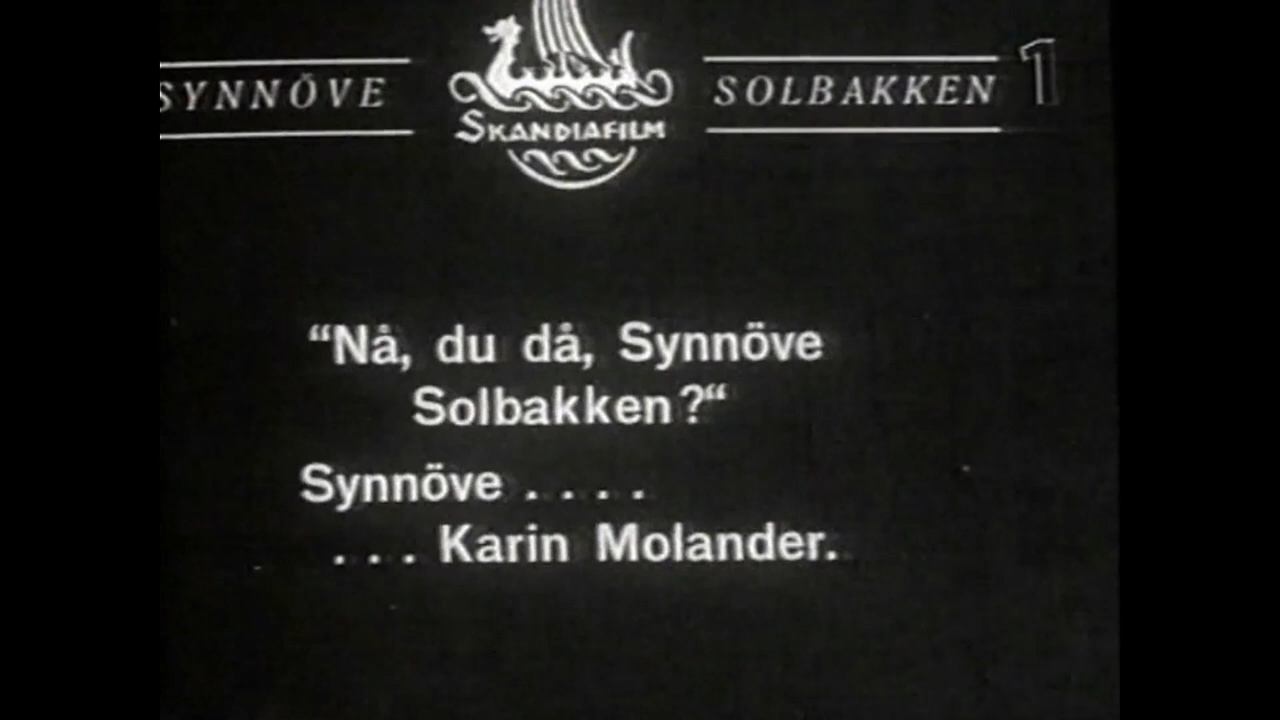 SYNNÖVE
SKANDIAFILM
SOLBAKKEN 1
“Nå, du då, Synnöve
Solbakken?“
Synnöve . . . .
. . . Karin Molander.